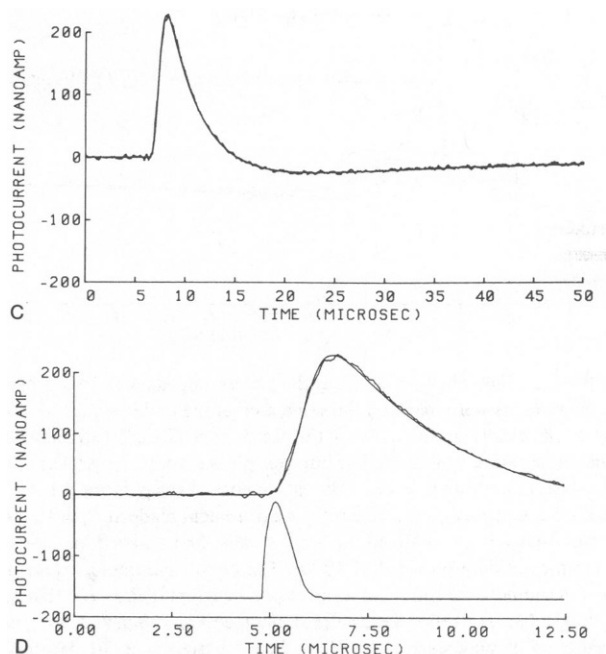 200
100
0
-100
-200
PHOTOCURRENT (NANOAMP)
0 5 10 15 20 25 30 35 40 45 50
TIME (MICROSEC)
C
200
100
0
-100
-200
PHOTOCURRENT (NANOAMP)
0.00 2.50 5.00 7.50 10.00 12.50
TIME (MICROSEC)
D